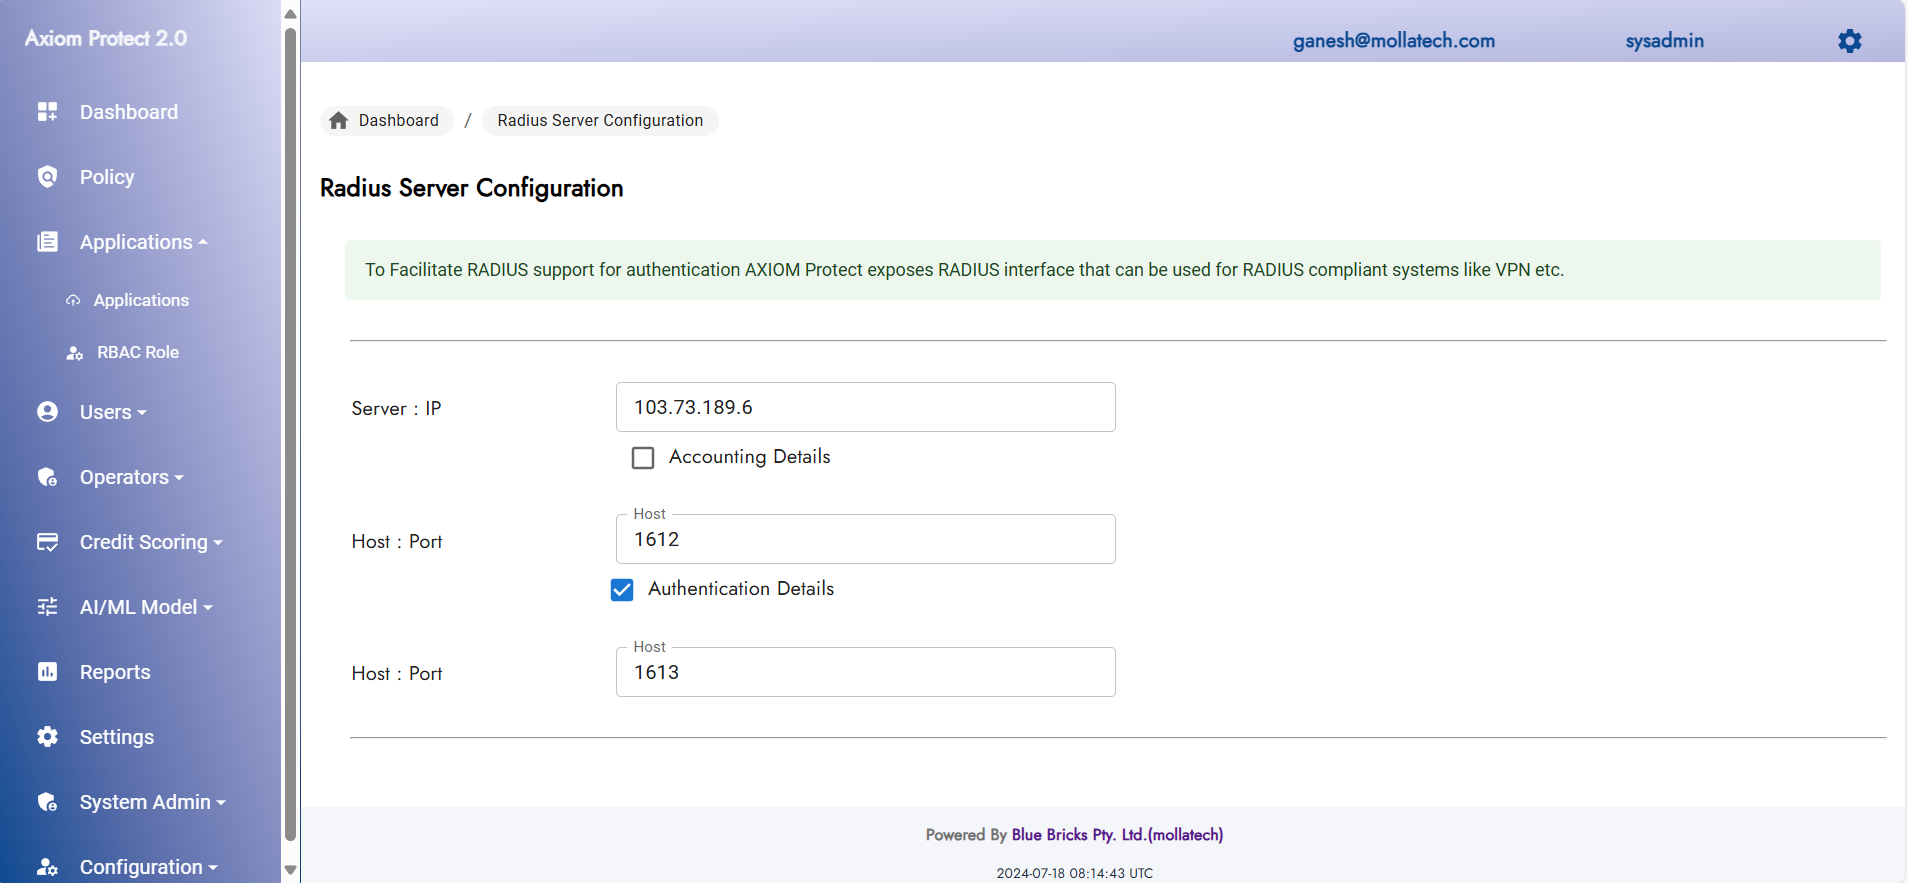 Axiom Protect 2.0
ganesh@mollatech.com sysadmin
Dashboard
Policy
Applications
Applications
RBAC Role
Users
Operators
Credit Scoring
AI/ML Model
Reports
Settings
System Admin
Configuration
Dashboard / Radius Server Configuration
Radius Server Configuration
To Facilitate RADIUS support for authentication AXIOM Protect exposes RADIUS interface that can be used for RADIUS compliant systems like VPN etc.
Server : IP 103.73.189.6
Accounting Details
Host
Host : Port 1612
Authentication Details
Host
Host : Port 1613
Powered By Blue Bricks Pty. Ltd.(mollatech)
2024-07-18 08:14:43 UTC